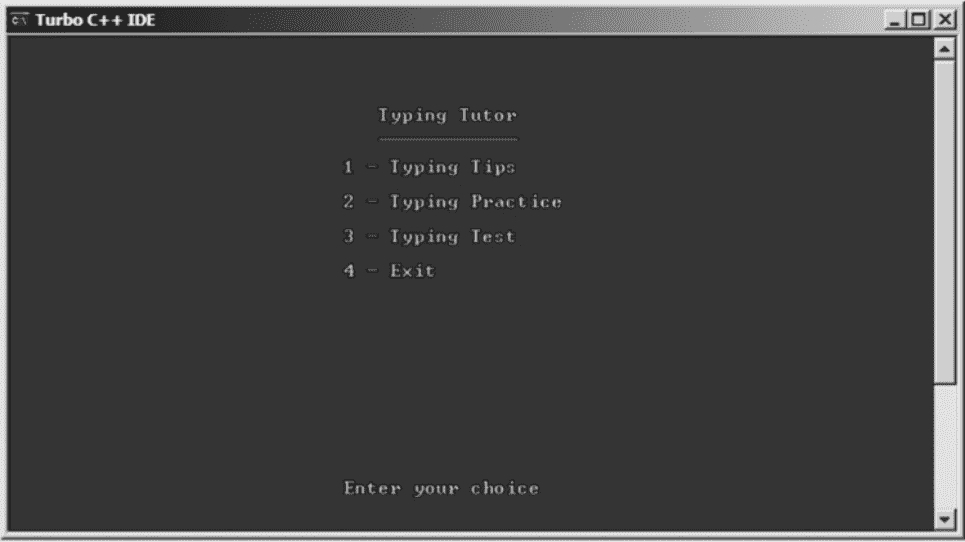 Turbo C++ IDE
Typing Tutor
1 - Typing Tips
2 - Typing Practice
3 - Typing Test
4 - Exit
Enter your choice